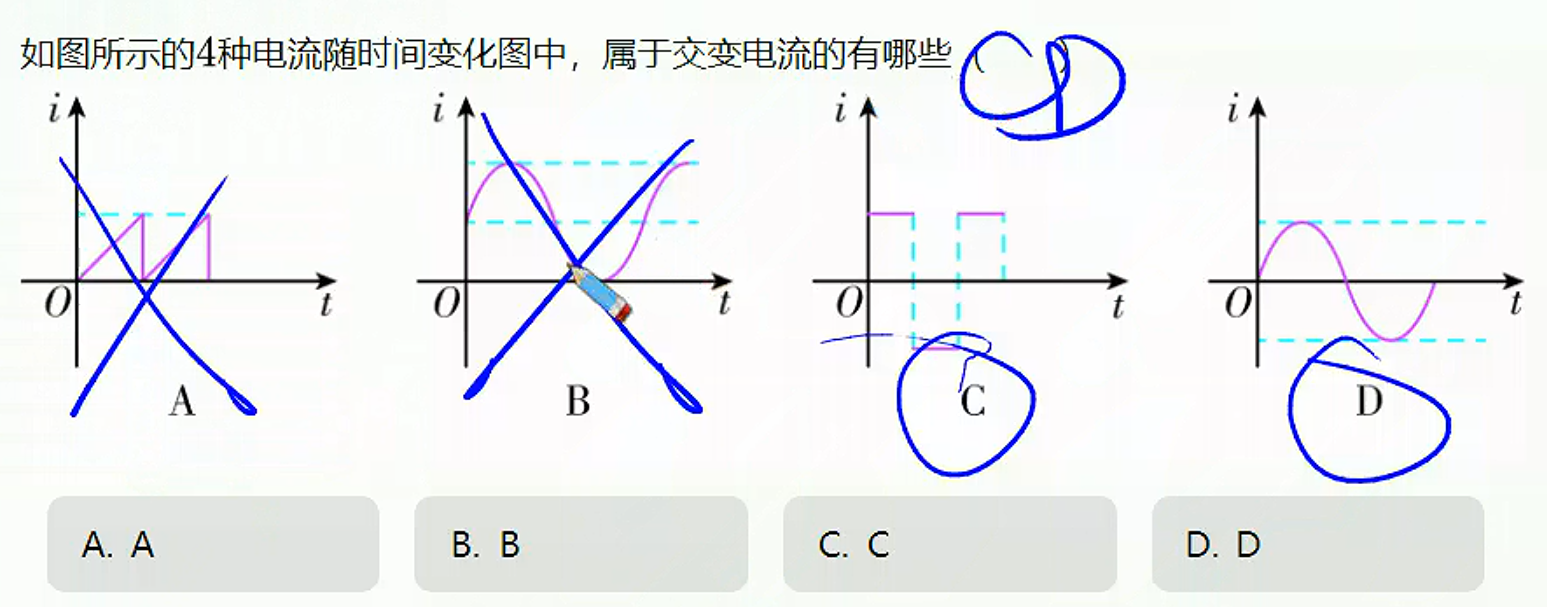 如图所示的4种电流随时间变化图中，属于交变电流的有哪些 ( CD )
i i i i
O t O t O t O t
A B C D
A. A B. B C. C D. D